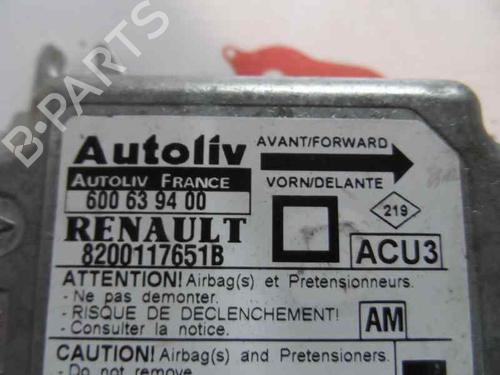 B-PARTS
Autoliv
AVANT/FORWARD
AUTOLIV FRANCE
VORN/DELANTE
600 63 94 00
219
RENAULT
8200117651B
ACU3
ATTENTION! Airbag(s) et Pretensionneurs.
- Ne pas demonter.
- RISQUE DE DECLENCHEMENT!
- Consulter la notice.
AM
CAUTION! Airbag(s) and Pretensioners.
- Do not remove.